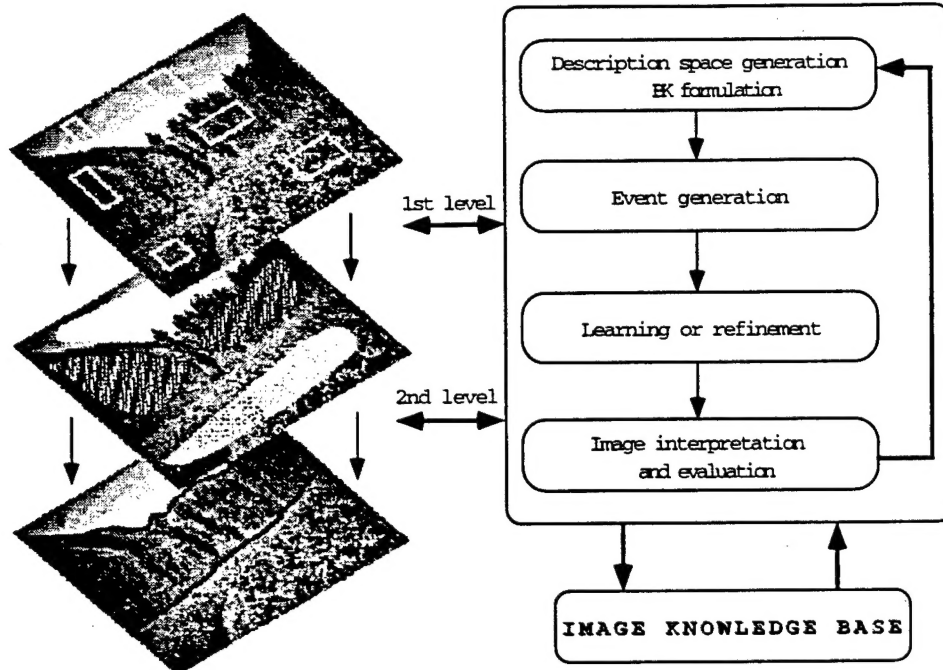 Description space generation
BK formulation
Event generation
1st level
Learning or refinement
2nd level
Image interpretation
and evaluation
IMAGE KNOWLEDGE BASE